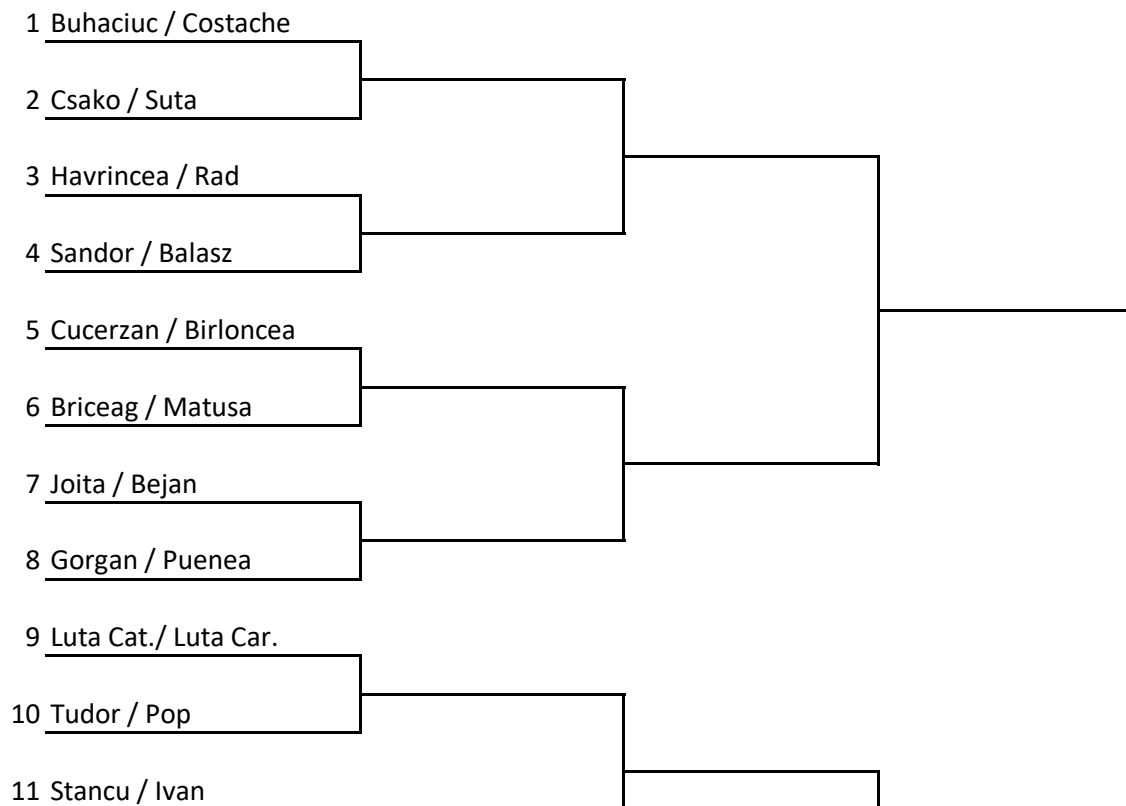 1 Buhaciuc / Costache
2 Csako / Suta
3 Havrincea / Rad
4 Sandor / Balasz
5 Cucerzan / Birloncea
6 Briceag / Matusa
7 Joita / Bejan
8 Gorgan / Puenea
9 Luta Cat./ Luta Car.
10 Tudor / Pop
11 Stancu / Ivan